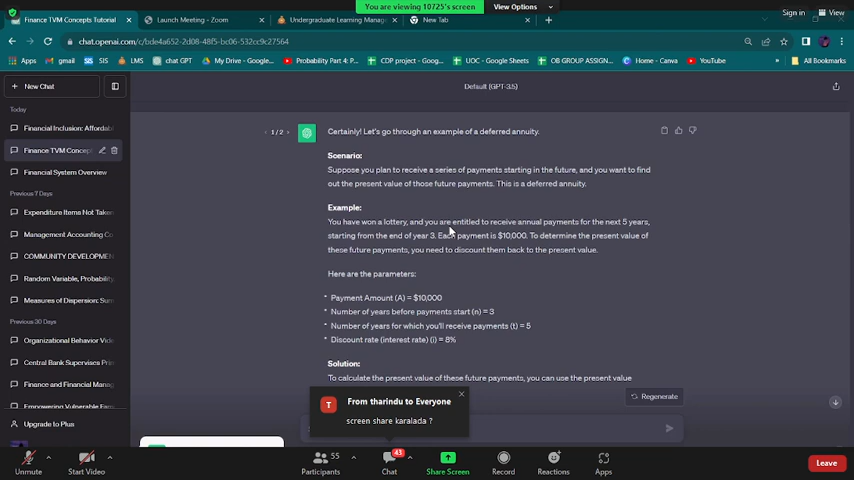 You are viewing 10725's screen
View Options
Finance TVM Concepts Tutorial
Launch Meeting - Zoom
Undergraduate Learning Manage
New Tab
Sign in
View
chat.openai.com/c/bde4a652-2d08-48f5-bc06-532cc9c27564
Apps
gmail
SIS
LMS
chat GPT
My Drive - Google...
Probability Part 4: P...
CDP project - Goog...
UOC - Google Sheets
OB GROUP ASSIGN...
Home - Canva
YouTube
»
All Bookmarks
New Chat
Default (GPT-3.5)
Today
Financial Inclusion: Affordab
Finance TVM Concept
Financial System Overview
Previous 7 Days
Expenditure Items Not Taken
Management Accounting Co
COMMUNITY DEVELOPMEN
Random Variable, Probability
Measures of Dispersion: Sum
Previous 30 Days
Organizational Behavior Vide
Central Bank Supervises Prim
Finance and Financial Manag
Empowering Vulnerable Fem
Upgrade to Plus
1 / 2
Certainly! Let's go through an example of a deferred annuity.
Scenario:
Suppose you plan to receive a series of payments starting in the future, and you want to find
out the present value of those future payments. This is a deferred annuity.
Example:
You have won a lottery, and you are entitled to receive annual payments for the next 5 years,
starting from the end of year 3. Each payment is $10,000. To determine the present value of
these future payments, you need to discount them back to the present value.
Here are the parameters:
• Payment Amount (A) = $10,000
• Number of years before payments start (n) = 3
• Number of years for which you'll receive payments (t) = 5
• Discount rate (interest rate) (i) = 8%
Solution:
To calculate the present value of these future payments, you can use the present value
Regenerate
T
From tharindu to Everyone
screen share karalada ?
Unmute
Start Video
Participants
55
Chat
43
Share Screen
Record
Reactions
Apps
Leave